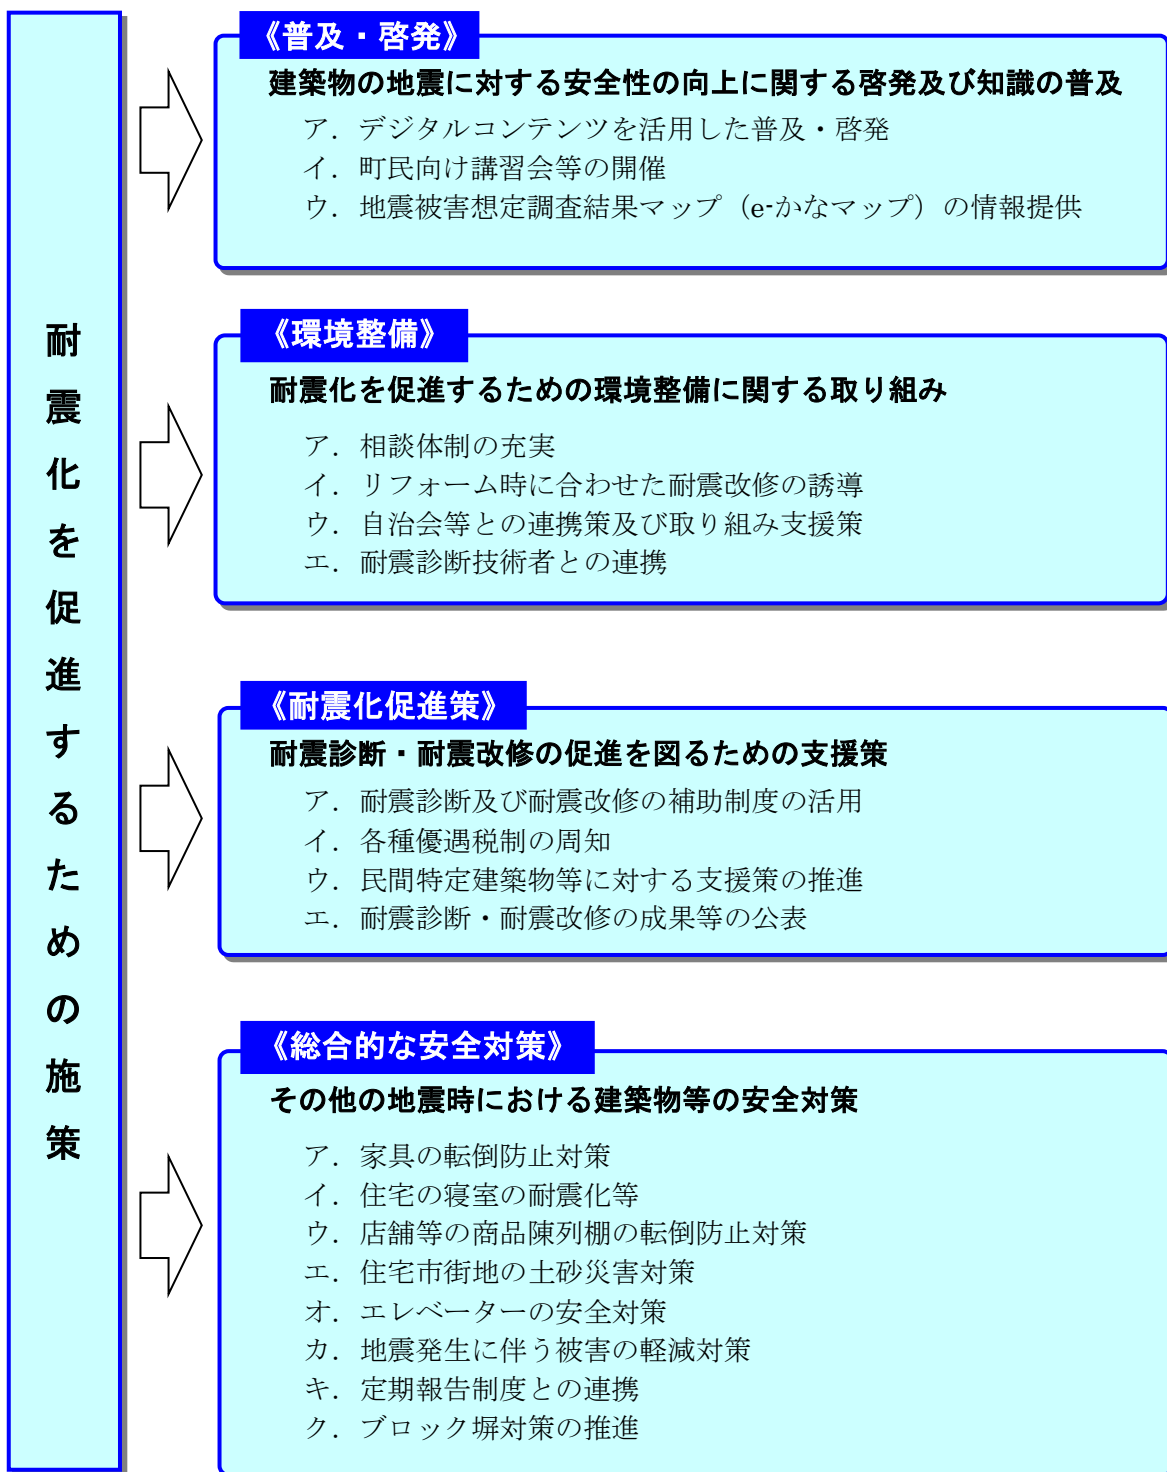 耐震化を促進するための施策
《普及・啓発》
建築物の地震に対する安全性の向上に関する啓発及び知識の普及
ア．デジタルコンテンツを活用した普及・啓発
イ．町民向け講習会等の開催
ウ．地震被害想定調査結果マップ（e-かなマップ）の情報提供
《環境整備》
耐震化を促進するための環境整備に関する取り組み
ア．相談体制の充実
イ．リフォーム時に合わせた耐震改修の誘導
ウ．自治会等との連携策及び取り組み支援策
エ．耐震診断技術者との連携
《耐震化促進策》
耐震診断・耐震改修の促進を図るための支援策
ア．耐震診断及び耐震改修の補助制度の活用
イ．各種優遇税制の周知
ウ．民間特定建築物等に対する支援策の推進
エ．耐震診断・耐震改修の成果等の公表
《総合的な安全対策》
その他の地震時における建築物等の安全対策
ア．家具の転倒防止対策
イ．住宅の寝室の耐震化等
ウ．店舗等の商品陳列棚の転倒防止対策
エ．住宅市街地の土砂災害対策
オ．エレベーターの安全対策
カ．地震発生に伴う被害の軽減対策
キ．定期報告制度との連携
ク．ブロック塀対策の推進